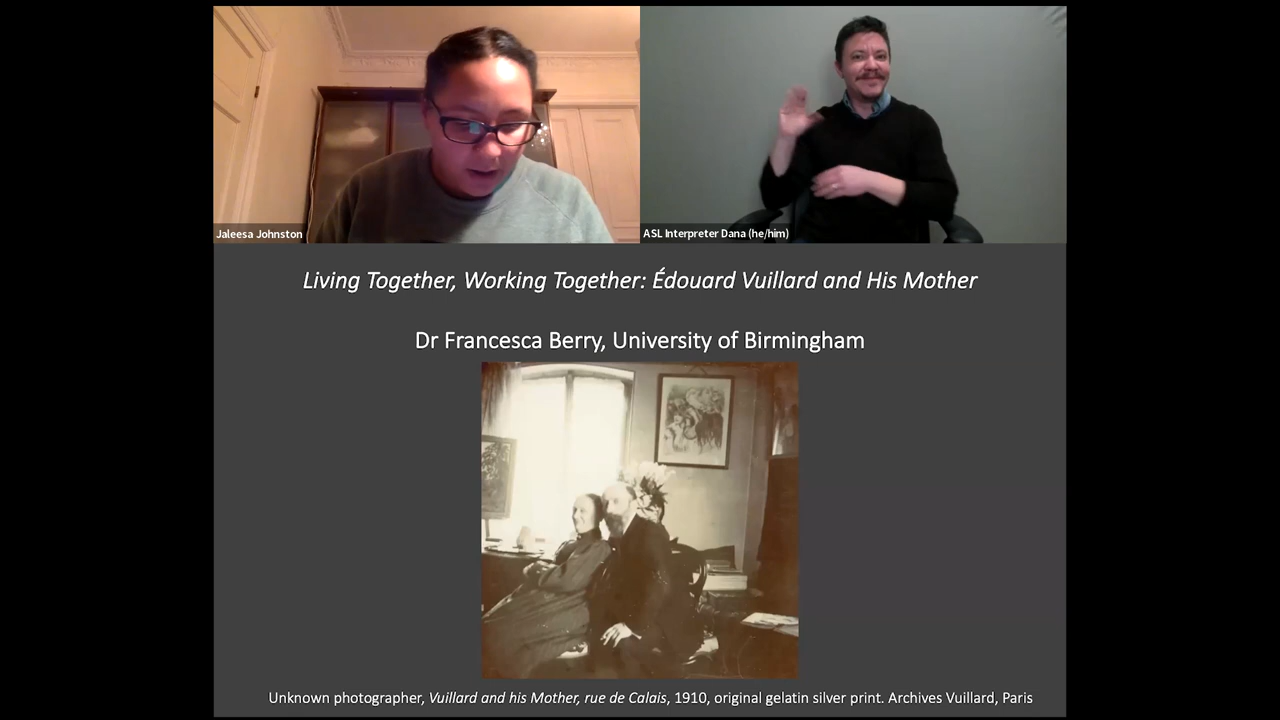 Jaleesa Johnston
ASL Interpreter Dana (he/him)
Living Together, Working Together: Édouard Vuillard and His Mother
Dr Francesca Berry, University of Birmingham
Unknown photographer, Vuillard and his Mother, rue de Calais, 1910, original gelatin silver print. Archives Vuillard, Paris